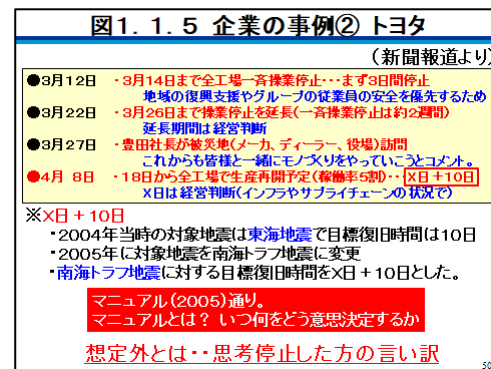 図1.1.5 企業の事例② トヨタ
(新聞報道より)
●3月12日 ・3月14日まで全工場一斉操業停止・・・まず3日間停止
地域の復興支援やグループの従業員の安全を優先するため
●3月22日 ・3月26日まで操業停止を延長(一斉操業停止は約2週間)
延長期間は経営判断
●3月27日 ・豊田社長が被災地(メーカ、ディーラー、役場)訪問
これからも皆様と一緒にモノづくりをやっていこうとコメント。
●4月 8日 ・18日から全工場で生産再開予定(稼働率5割)・・X日+10日
X日は経営判断(インフラやサプライチェーンの状況で)
※X日+10日
・2004年当時の対象地震は東海地震で目標復旧時間は10日
・2005年に対象地震を南海トラフ地震に変更
・南海トラフ地震に対する目標復旧時間をX日+10日とした。
マニュアル(2005)通り。
マニュアルとは? いつ何をどう意思決定するか
想定外とは・・思考停止した方の言い訳
50